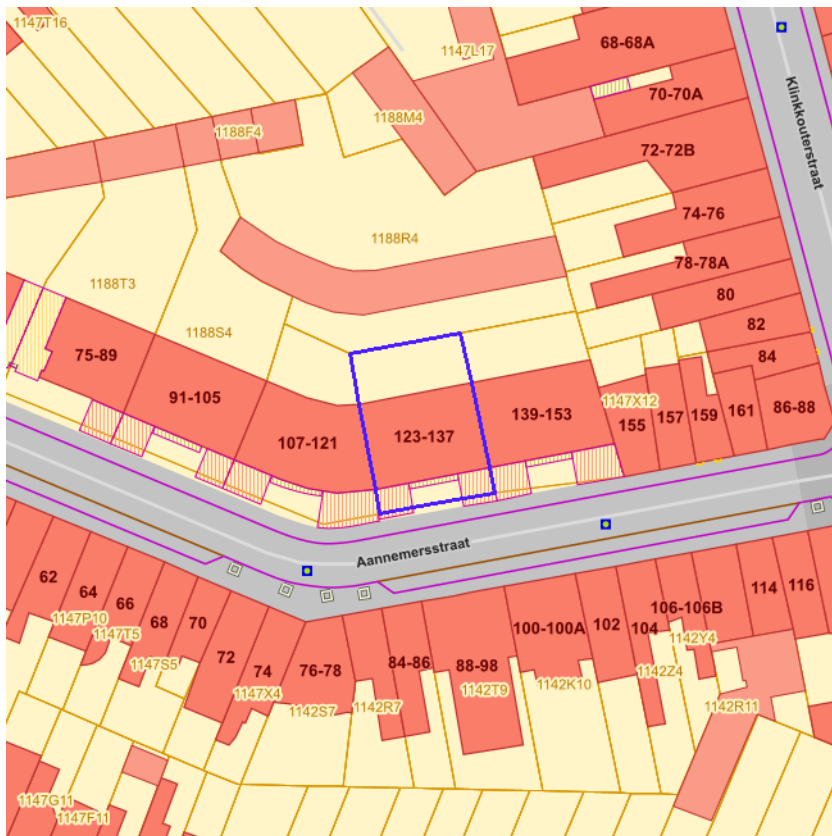 1147T16
1147L17
68-68A
70-70A
Klinkkouterstraat
1188M4
1188F4
72-72B
74-76
1188R4
78-78A
1188T3
80
1188S4
82
75-89
84
91-105
139-153
1147X12
86-88
107-121
123-137
155
157
159
161
Aannemersstraat
62
64
66
68
70
72
74
76-78
84-86
88-98
100-100A
102
104
106-106B
114
116
1147P10
1147T5
1147S5
1147X4
1142S7
1142R7
1142T9
1142K10
1142Z4
1142Y4
1142R11
1147G11
1147F11